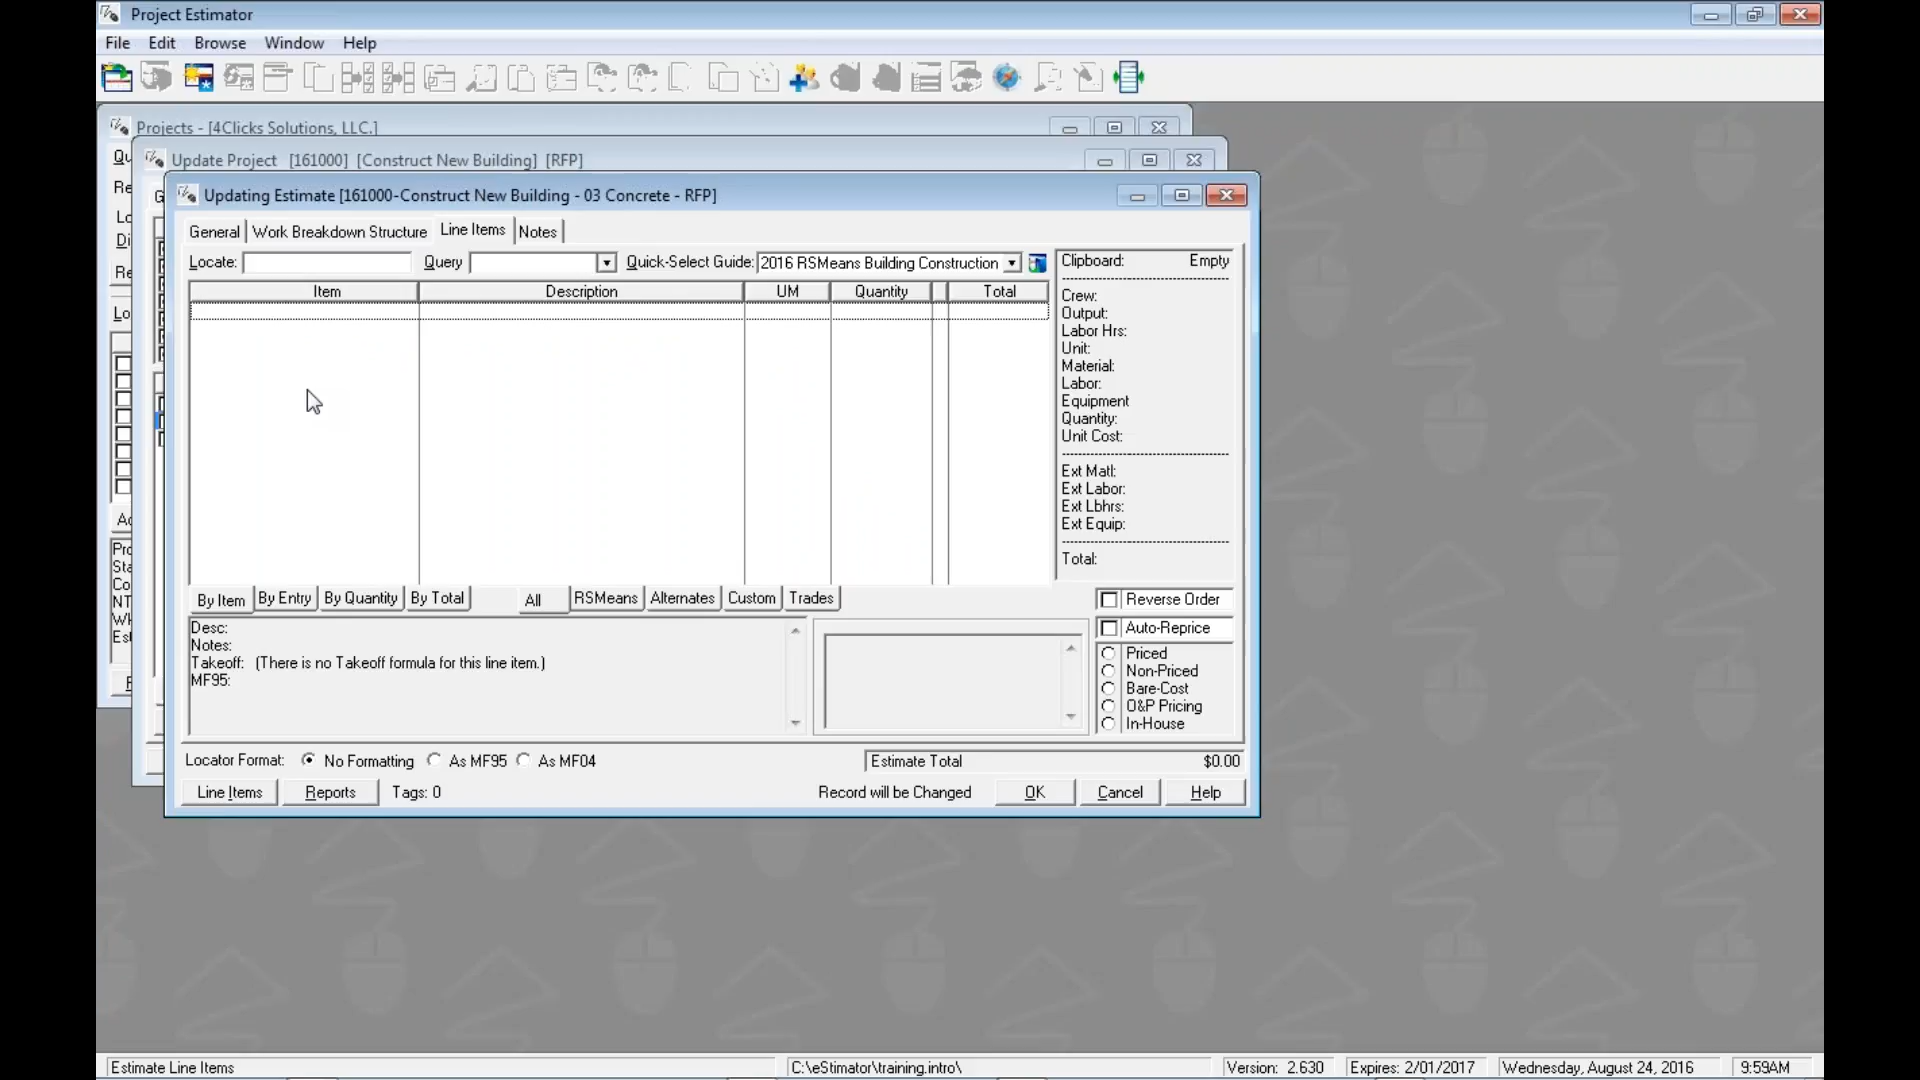 Project Estimator
File Edit Browse Window Help
Projects - [4Clicks Solutions, LLC.]
Update Project [161000] [Construct New Building] [RFP]
Updating Estimate [161000-Construct New Building - 03 Concrete - RFP]
General Work Breakdown Structure Line Items Notes
Locate: Query Quick-Select Guide: 2016 RSMeans Building Construction
Item Description UM Quantity Total
Clipboard: Empty
Crew:
Output:
Labor Hrs:
Unit:
Material:
Labor:
Equipment
Quantity:
Unit Cost:
Ext Matl:
Ext Labor:
Ext Lbhrs:
Ext Equip:
Total:
By Item By Entry By Quantity By Total All RSMeans Alternates Custom Trades
Reverse Order
Auto-Reprice
Desc:
Notes:
Takeoff: (There is no Takeoff formula for this line item.)
MF95:
Priced
Non-Priced
Bare-Cost
O&P Pricing
In-House
Locator Format: No Formatting As MF95 As MF04
Estimate Total $0.00
Line Items Reports Tags: 0 Record will be Changed OK Cancel Help
Estimate Line Items C:\eStimator\training.intro\ Version: 2.630 Expires: 2/01/2017 Wednesday, August 24, 2016 9:59AM